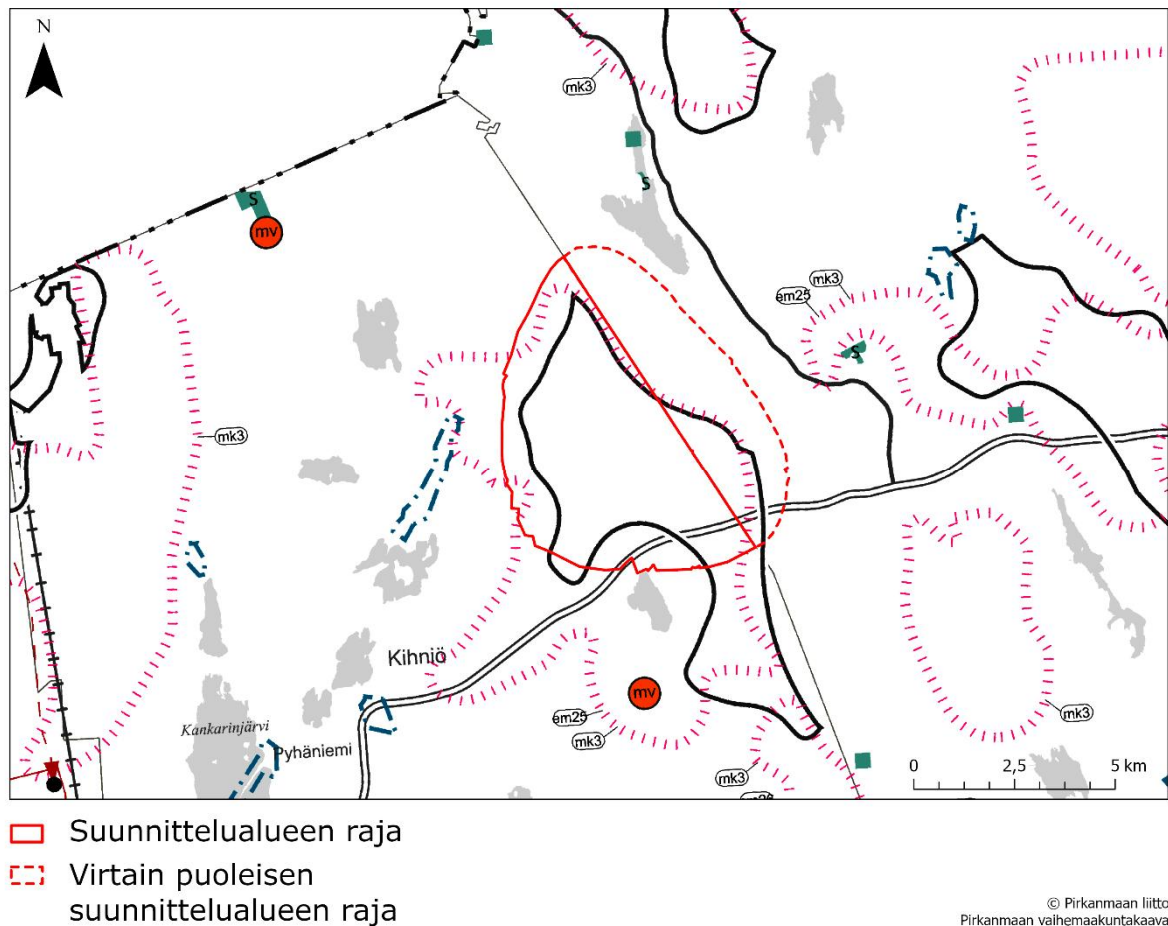 N
mk3
S
S
mv
em25
mk3
S
mk3
Kihniö
mv
Kankarinjärvi
em25
mk3
Pyhäniemi
mk3
mk3
0 2,5 5 km
Suunnittelualueen raja
Virtain puoleisen
suunnittelualueen raja
© Pirkanmaan liitto
Pirkanmaan vaihemaakuntakaava